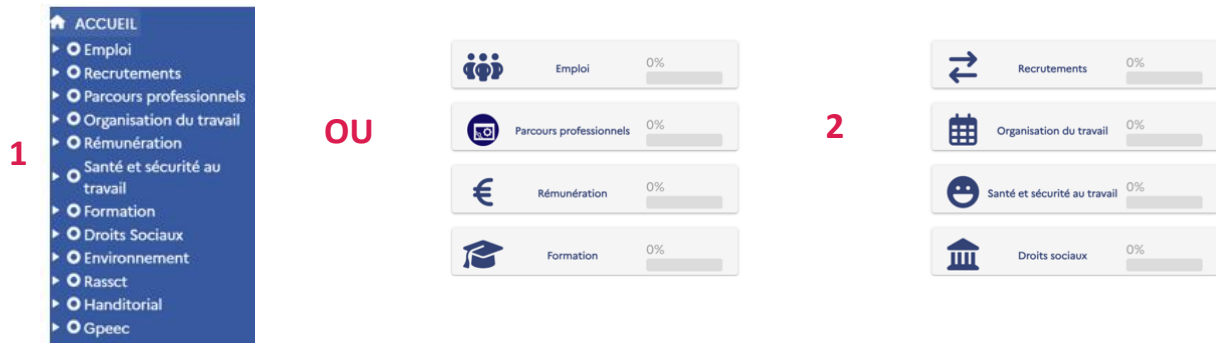 ACCUEIL
Emploi
Recrutements
Parcours professionnels
Organisation du travail
Rémunération
Santé et sécurité au
travail
Formation
Droits Sociaux
Environnement
Rassct
Handitorial
Gpeec
1
OU
Emploi 0%
Parcours professionnels 0%
Rémunération 0%
Formation 0%
2
Recrutements 0%
Organisation du travail 0%
Santé et sécurité au travail 0%
Droits sociaux 0%